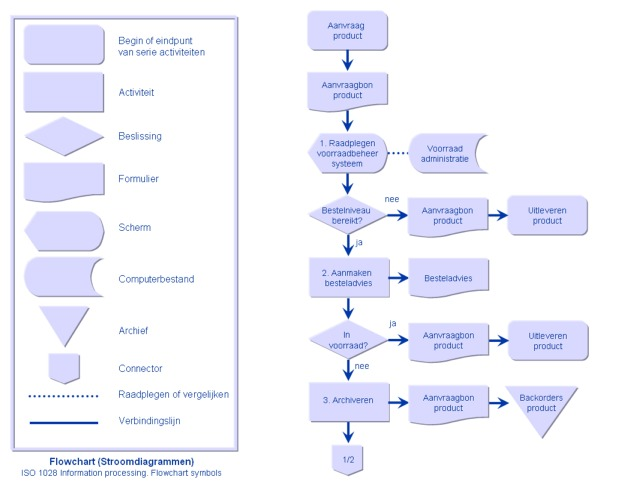 Begin of eindpunt
van serie activiteiten
Activiteit
Beslissing
Formulier
Scherm
Computerbestand
Archief
Connector
Raadplegen of vergelijken
Verbindingslijn
Flowchart (Stroomdiagrammen)
ISO 1028 Information processing. Flowchart symbols
Aanvraag
product
Aanvraagbon
product
1. Raadplegen
voorraadbeheer
systeem
Voorraad
administratie
Bestelniveau
bereikt?
nee
Aanvraagbon
product
Uitleveren
product
ja
2. Aanmaken
besteladvies
Besteladvies
In
voorraad?
ja
Aanvraagbon
product
Uitleveren
product
nee
3. Archiveren
Aanvraagbon
product
Backorders
product
1/2